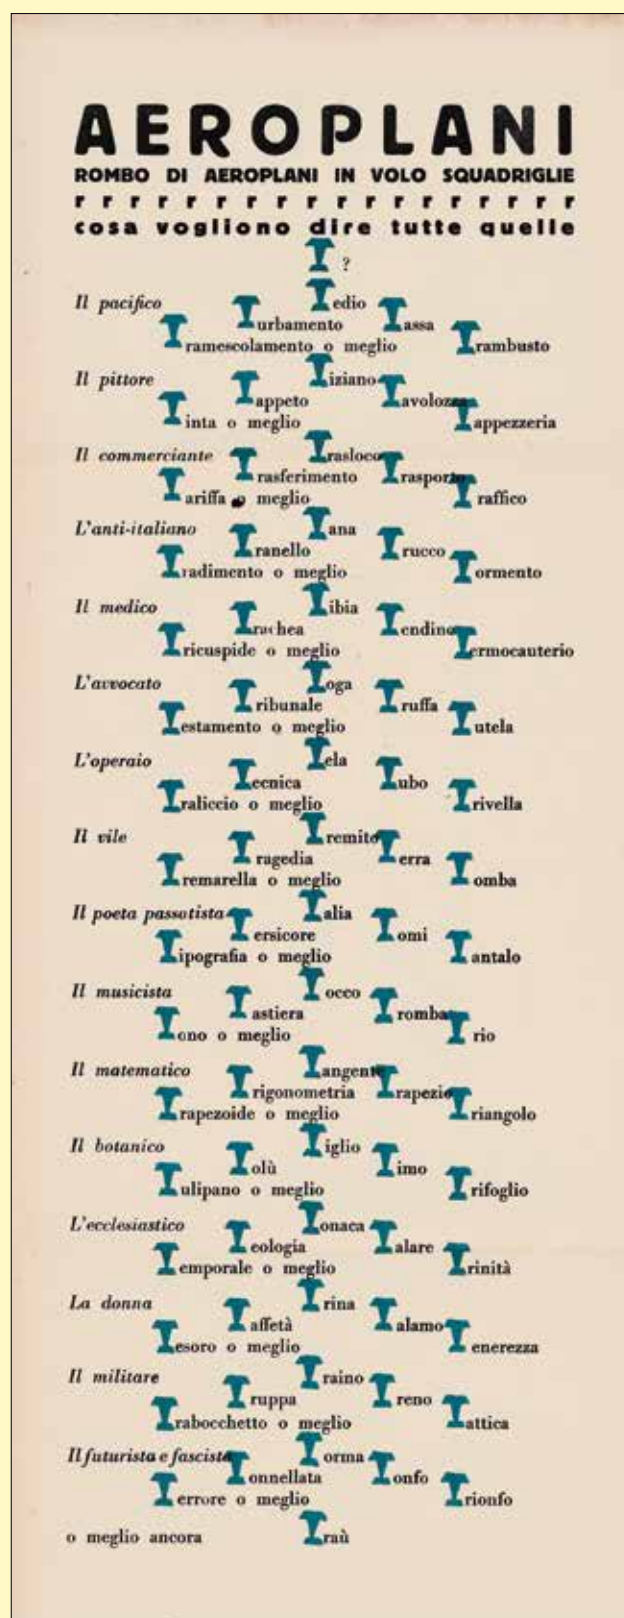 AEROPLANI
ROMBO DI AEROPLANI IN VOLO SQUADRIGLIE
r r r r r r r r r r r r r r r r r r
cosa vogliono dire tutte quelle
T ?
Il pacifico Tedio
Turbamento Tassa
Tramescolamento o meglio Trambusto
Il pittore Tiziano
Tappeto Tavolozza
Tinta o meglio Tappezzeria
Il commerciante Trasloco
Trasferimento Trasporto
Tariffa o meglio Traffico
L'anti-italiano Tana
Tranello Trucco
Tradimento o meglio Tormento
Il medico Tibia
Trachea Tendine
Tricuspide o meglio Termocauterio
L'avvocato Toga
Tribunale Truffa
Testamento o meglio Tutela
L'operaio Tela
Tecnica Tubo
Traliccio o meglio Trivella
Il vile Tremito
Tragedia Terra
Tremarella o meglio Tomba
Il poeta passatista Talia
Tersicore Tomi
Tipografia o meglio Tantalo
Il musicista Tocco
Tastiera Tromba
Tono o meglio Trio
Il matematico Tangente
Trigonometria Trapezio
Trapezoide o meglio Triangolo
Il botanico Tiglio
Tolù Timo
Tulipano o meglio Trifoglio
L'ecclesiastico Tonaca
Teologia Talare
Temporale o meglio Trinità
La donna Trina
Taffetà Talamo
Tesoro o meglio Tenerezza
Il militare Traino
Truppa Treno
Trabocchetto o meglio Tattica
Il futurista e fascista Torma
Tonnellata Tonfo
Terrore o meglio Trionfo
o meglio ancora Traù